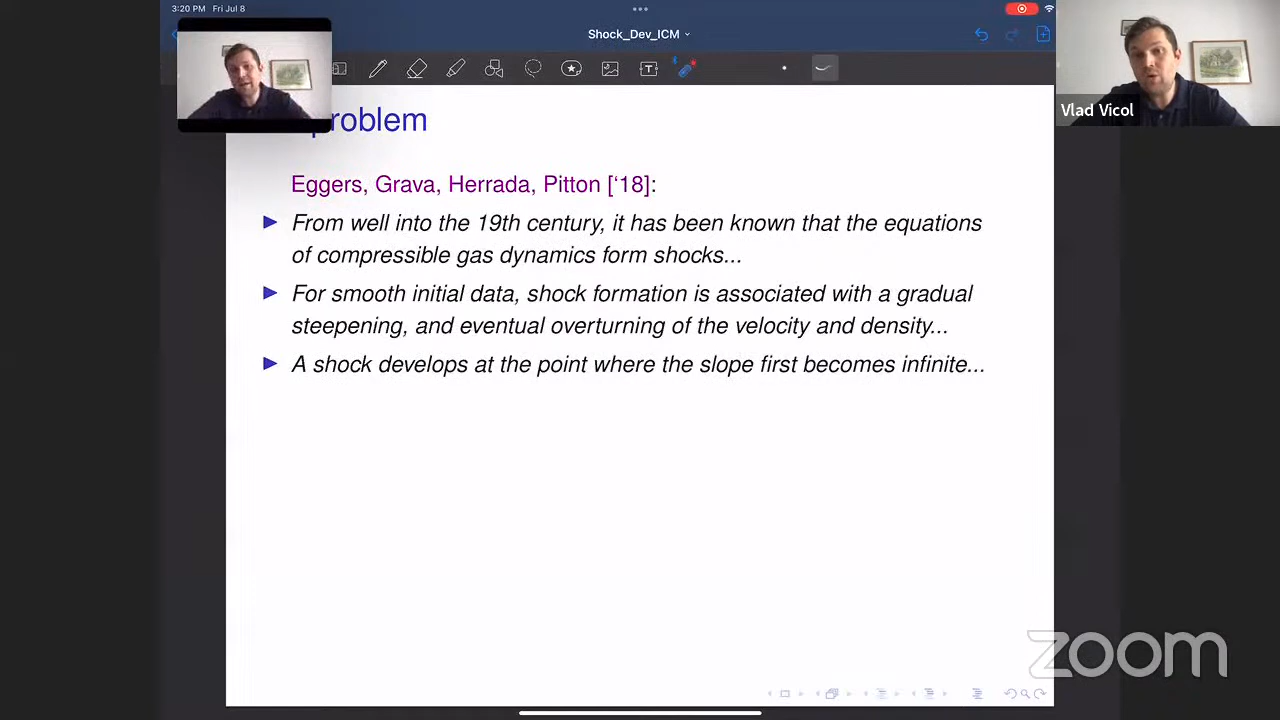 3:20 PM Fri Jul 8
Shock_Dev_ICM
problem
Vlad Vicol
Eggers, Grava, Herrada, Pitton [‘18]:
From well into the 19th century, it has been known that the equations
of compressible gas dynamics form shocks...
For smooth initial data, shock formation is associated with a gradual
steepening, and eventual overturning of the velocity and density...
A shock develops at the point where the slope first becomes infinite...
zoom